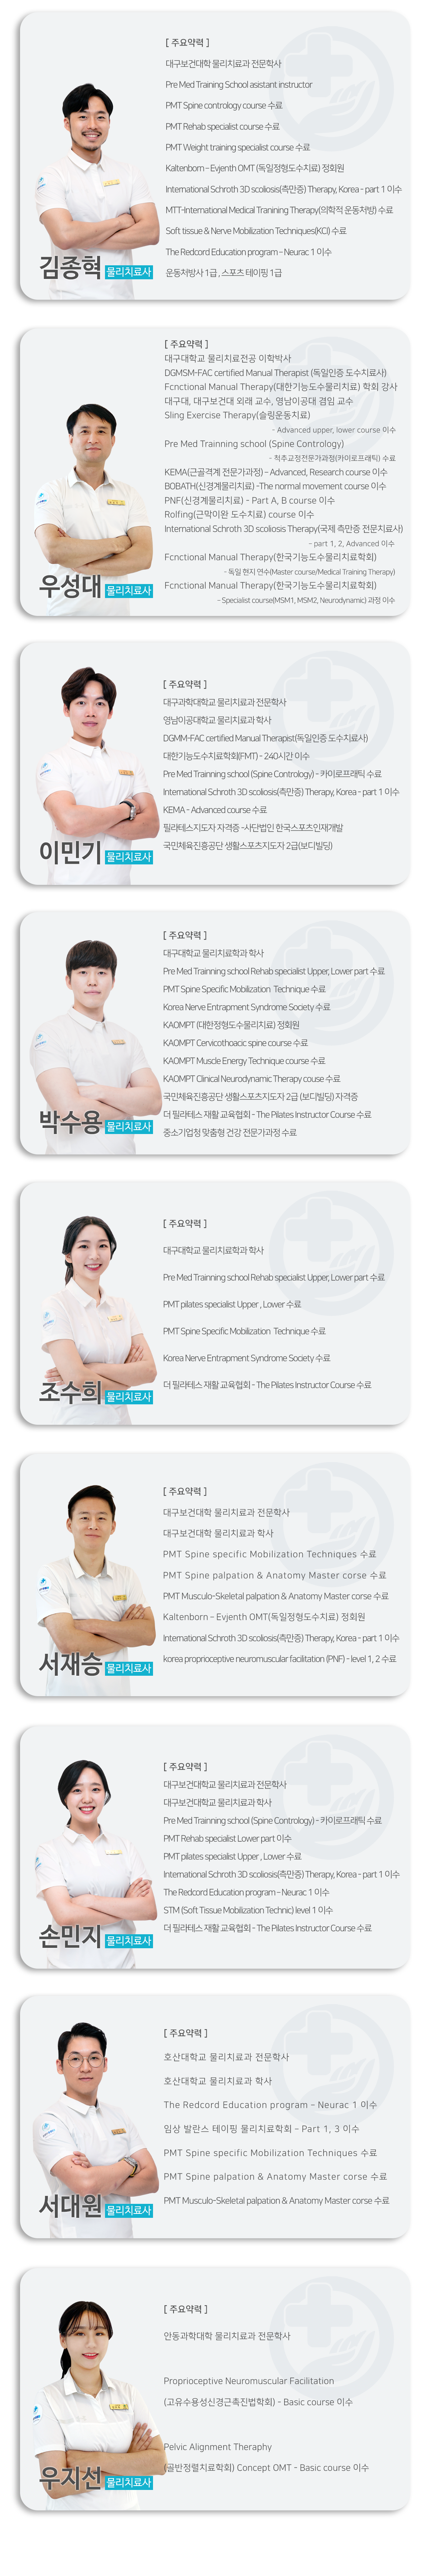 [ 주요약력 ]
대구보건대학 물리치료과 전문학사
Pre Med Training School asistant instructor
PMT Spine contrology course 수료
PMT Rehab specialist course 수료
PMT Weight training specialist course 수료
Kaltenborn – Evjenth OMT (독일정형도수치료) 정회원
International Schroth 3D scoliosis(측만증) Therapy, Korea - part 1 이수
MTT-International Medical Tranining Therapy(의학적 운동처방) 수료
Soft tissue & Nerve Mobilization Techniques(KCI) 수료
The Redcord Education program – Neurac 1 이수
운동처방사 1급 , 스포츠 테이핑 1급
김종혁 물리치료사
[ 주요약력 ]
대구대학교 물리치료전공 이학박사
DGMSM-FAC certified Manual Therapist (독일인증 도수치료사)
Fcnctional Manual Therapy(대한기능도수물리치료) 학회 강사
대구대, 대구보건대 외래 교수, 영남이공대 겸임 교수
Sling Exercise Therapy(슬링운동치료)
- Advanced upper, lower course 이수
Pre Med Trainning school (Spine Contrology)
- 척추교정전문가과정(카이로프래틱) 수료
KEMA(근골격계 전문가과정) – Advanced, Research course 이수
BOBATH(신경계물리치료) -The normal movement course 이수
PNF(신경계물리치료) - Part A, B course 이수
Rolfing(근막이완 도수치료) course 이수
International Schroth 3D scoliosis Therapy(국제 측만증 전문치료사)
- part 1, 2, Advanced 이수
Fcnctional Manual Therapy(한국기능도수물리치료학회)
- 독일 현지 연수(Master course/Medical Training Therapy)
Fcnctional Manual Therapy(한국기능도수물리치료학회)
- Specialist course(MSM1, MSM2, Neurodynamic) 과정 이수
우성대 물리치료사
[ 주요약력 ]
대구과학대학교 물리치료과 전문학사
영남이공대학교 물리치료과 학사
DGMM-FAC certified Manual Therapist(독일인증 도수치료사)
대한기능도수치료학회(FMT) - 240시간 이수
Pre Med Trainning school (Spine Contrology) - 카이로프래틱 수료
International Schroth 3D scoliosis(측만증) Therapy, Korea - part 1 이수
KEMA - Advanced course 수료
필라테스지도자 자격증 -사단법인 한국스포츠인재개발
국민체육진흥공단 생활스포츠지도자 2급(보디빌딩)
이민기 물리치료사
[ 주요약력 ]
대구대학교 물리치료학과 학사
Pre Med Trainning school Rehab specialist Upper, Lower part 수료
PMT Spine Specific Mobilization Technique 수료
Korea Nerve Entrapment Syndrome Society 수료
KAOMPT (대한정형도수물리치료) 정회원
KAOMPT Cervicothoacic spine course 수료
KAOMPT Muscle Energy Technique course 수료
KAOMPT Clinical Neurodynamic Therapy couse 수료
국민체육진흥공단 생활스포츠지도자 2급 (보디빌딩) 자격증
더 필라테스 재활 교육협회 - The Pilates Instructor Course 수료
중소기업청 맞춤형 건강 전문가과정 수료
박수용 물리치료사
[ 주요약력 ]
대구대학교 물리치료학과 학사
Pre Med Trainning school Rehab specialist Upper, Lower part 수료
PMT pilates specialist Upper , Lower 수료
PMT Spine Specific Mobilization Technique 수료
Korea Nerve Entrapment Syndrome Society 수료
더 필라테스 재활 교육협회 - The Pilates Instructor Course 수료
조수희 물리치료사
[ 주요약력 ]
대구보건대학 물리치료과 전문학사
대구보건대학 물리치료과 학사
PMT Spine specific Mobilization Techniques 수료
PMT Spine palpation & Anatomy Master corse 수료
PMT Musculo-Skeletal palpation & Anatomy Master corse 수료
Kaltenborn – Evjenth OMT(독일정형도수치료) 정회원
International Schroth 3D scoliosis(측만증) Therapy, Korea - part 1 이수
korea proprioceptive neuromuscular facilitation (PNF) - level 1, 2 수료
서재승 물리치료사
[ 주요약력 ]
대구보건대학교 물리치료과 전문학사
대구보건대학교 물리치료과 학사
Pre Med Trainning school (Spine Contrology) - 카이로프래틱 수료
PMT Rehab specialist Lower part 이수
PMT pilates specialist Upper , Lower 수료
International Schroth 3D scoliosis(측만증) Therapy, Korea - part 1 이수
The Redcord Education program – Neurac 1 이수
STM (Soft Tissue Mobilization Technic) level 1 이수
더 필라테스 재활 교육협회 - The Pilates Instructor Course 수료
손민지 물리치료사
[ 주요약력 ]
호산대학교 물리치료과 전문학사
호산대학교 물리치료과 학사
The Redcord Education program – Neurac 1 이수
임상 발란스 테이핑 물리치료학회 – Part 1, 3 이수
PMT Spine specific Mobilization Techniques 수료
PMT Spine palpation & Anatomy Master corse 수료
PMT Musculo-Skeletal palpation & Anatomy Master corse 수료
서대원 물리치료사
[ 주요약력 ]
안동과학대학 물리치료과 전문학사
Proprioceptive Neuromuscular Facilitation
(고유수용성신경근촉진법학회) - Basic course 이수
Pelvic Alignment Theraphy
(골반정렬치료학회) Concept OMT - Basic course 이수
우지선 물리치료사